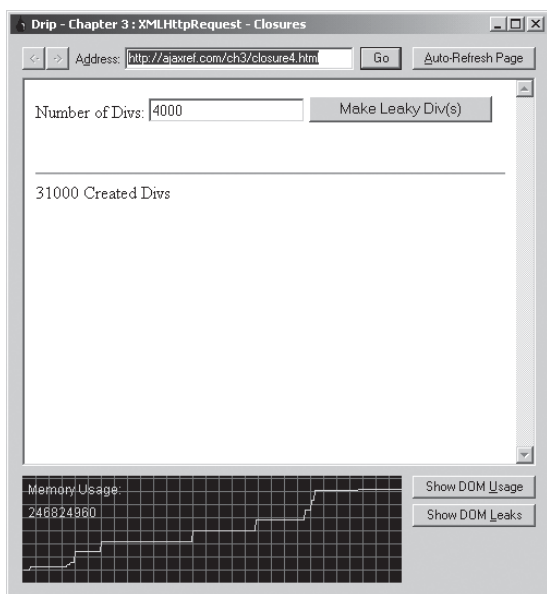 Drip - Chapter 3 : XMLHttpRequest - Closures
<- -> Address: http://ajaxref.com/ch3/closure4.htm Go Auto-Refresh Page
Number of Divs: 4000 Make Leaky Div(s)
31000 Created Divs
Memory Usage:
246824960
Show DOM Usage
Show DOM Leaks